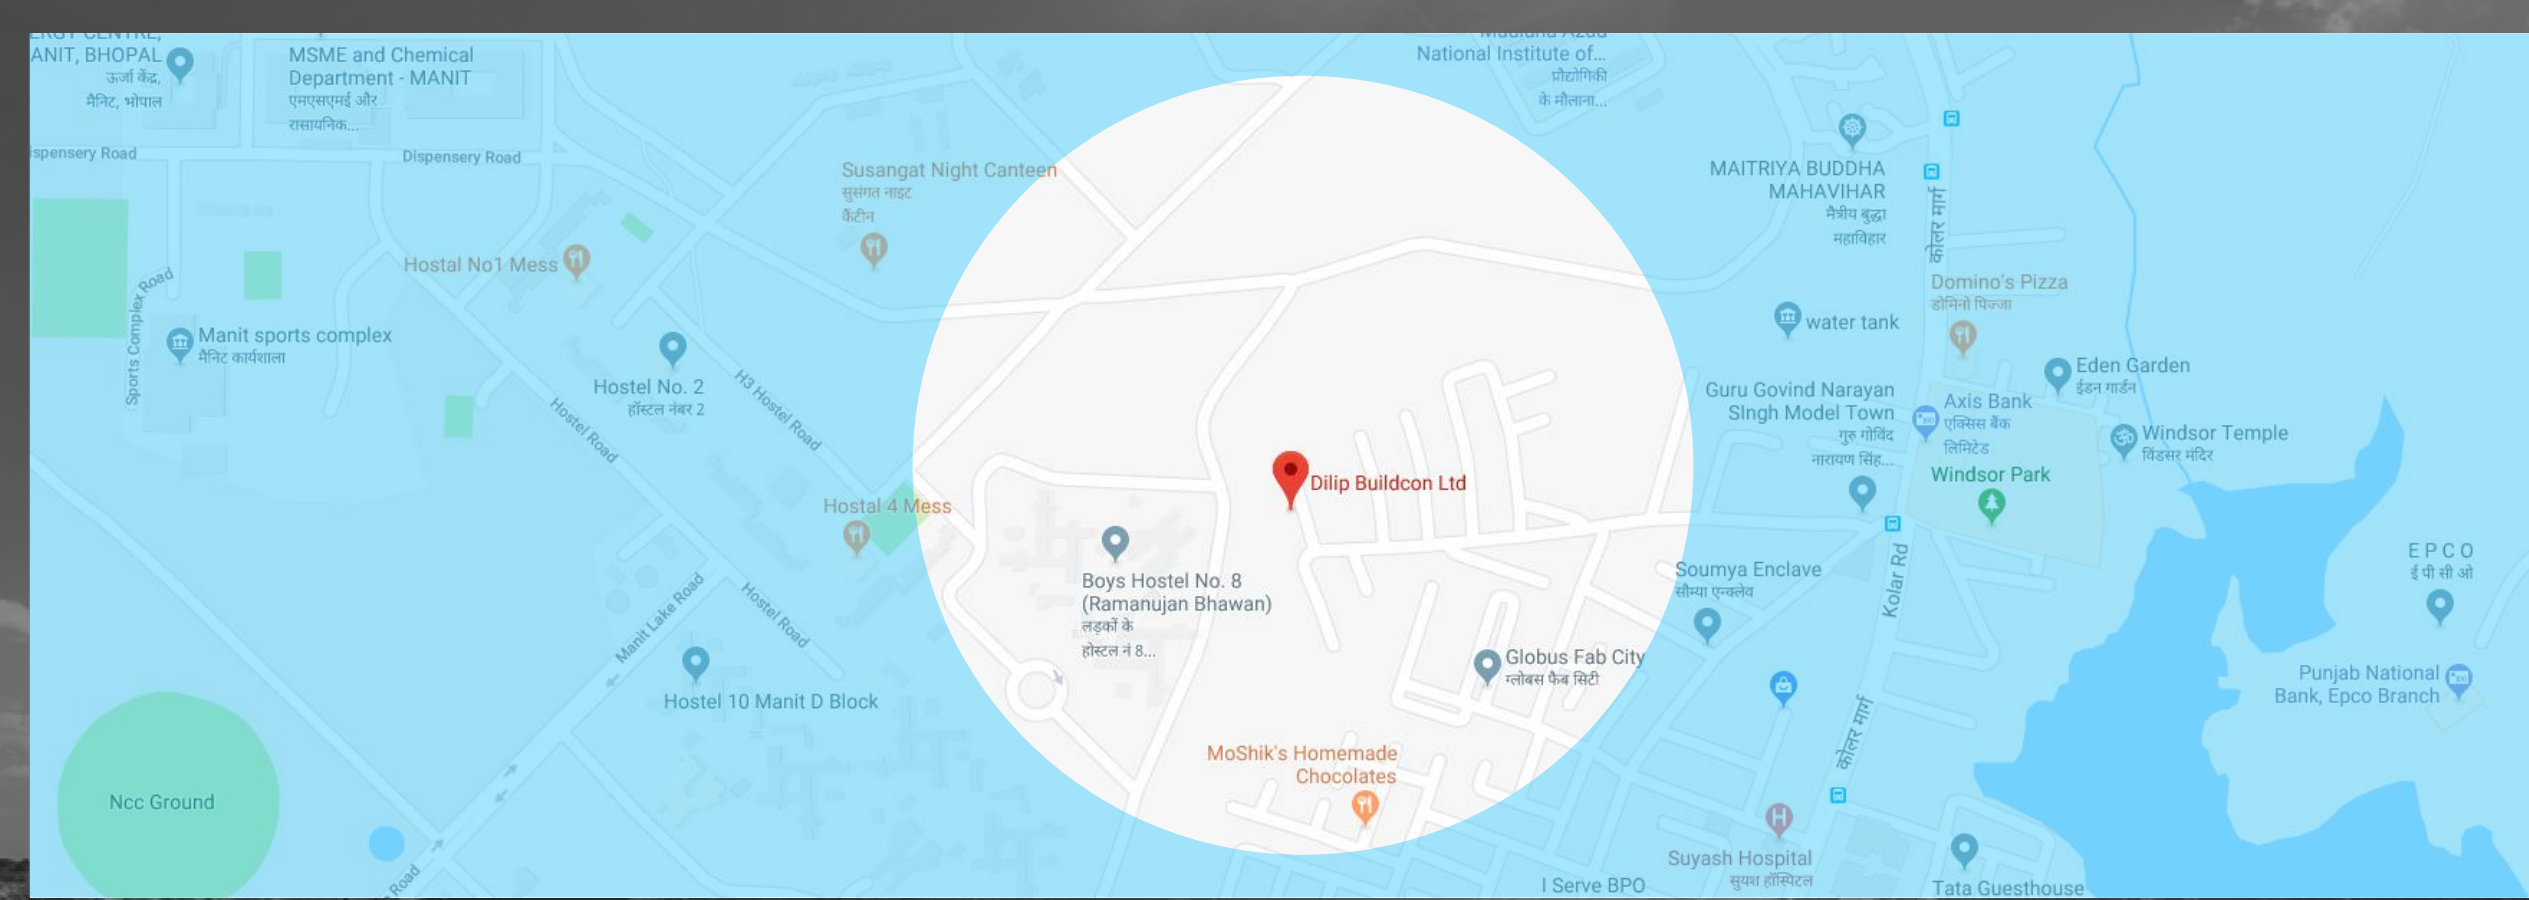 ANIT, BHOPAL
ऊर्जा केंद्र,
मैनिट, भोपाल
MSME and Chemical
Department - MANIT
एमएसएमई और
रासायनिक...
National Institute of...
प्रौद्योगिकी
के मौलाना...
ispensery Road
Dispensery Road
Susangat Night Canteen
सुसंगत नाइट
कैंटीन
MAITRIYA BUDDHA
MAHAVIHAR
मैत्रीय बुद्धा
महाविहार
कोलर मार्ग
Hostal No1 Mess
Sports Complex Road
Domino's Pizza
डोमिनो पिज्जा
water tank
Manit sports complex
मैनिट कार्यशाला
Hostel No. 2
हॉस्टल नंबर 2
H3 Hostel Road
Hostel Road
Eden Garden
ईडन गार्डन
Guru Govind Narayan
SIngh Model Town
गुरु गोविंद
नारायण सिंह...
Axis Bank
एक्सिस बैंक
लिमिटेड
Windsor Temple
विंडसर मंदिर
Windsor Park
Dilip Buildcon Ltd
Hostal 4 Mess
Boys Hostel No. 8
(Ramanujan Bhawan)
लड़कों के
होस्टल नं 8...
Soumya Enclave
सौम्या एन्क्लेव
Kolar Rd
E P C O
ई पी सी ओ
Manit Lake Road
Hostel Road
Globus Fab City
ग्लोबस फैब सिटी
Hostel 10 Manit D Block
Punjab National
Bank, Epco Branch
कोलर मार्ग
MoShik's Homemade
Chocolates
Ncc Ground
H
Suyash Hospital
सुयश हॉस्पिटल
Road
I Serve BPO
Tata Guesthouse